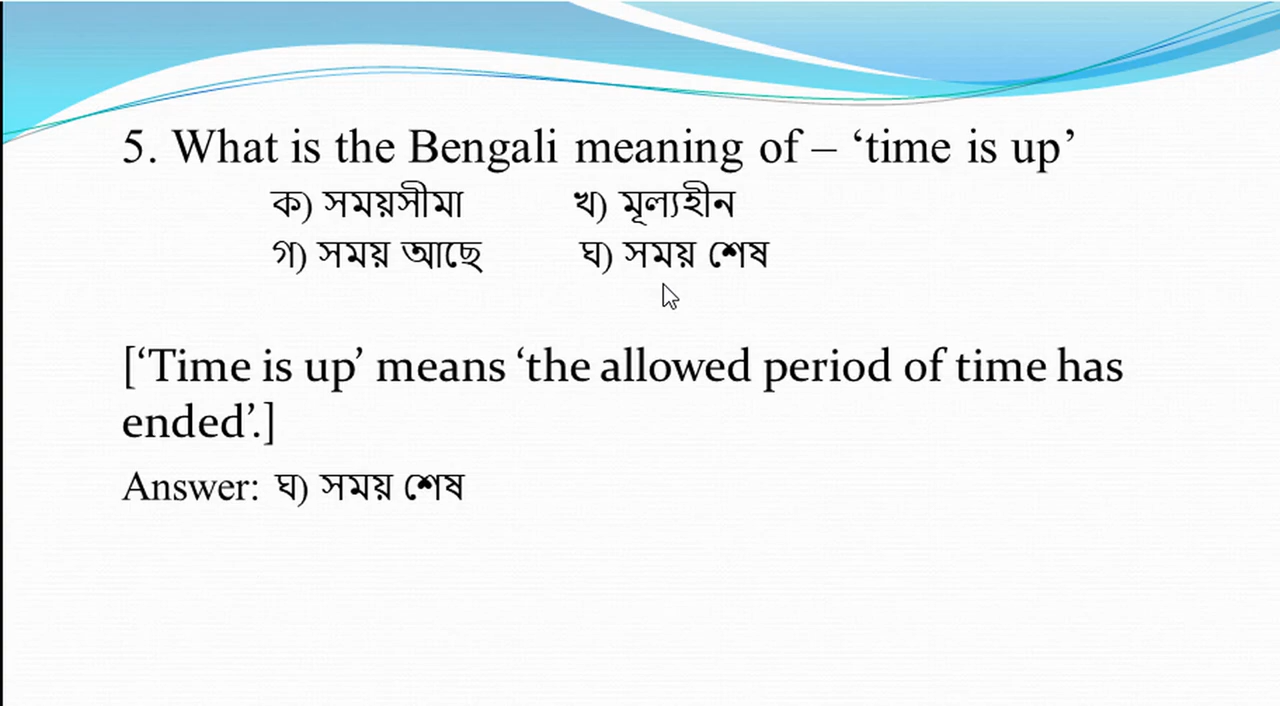 5. What is the Bengali meaning of – ‘time is up’
ক) সময়সীমা খ) মূল্যহীন
গ) সময় আছে ঘ) সময় শেষ
[‘Time is up’ means ‘the allowed period of time has
ended’.]
Answer: ঘ) সময় শেষ